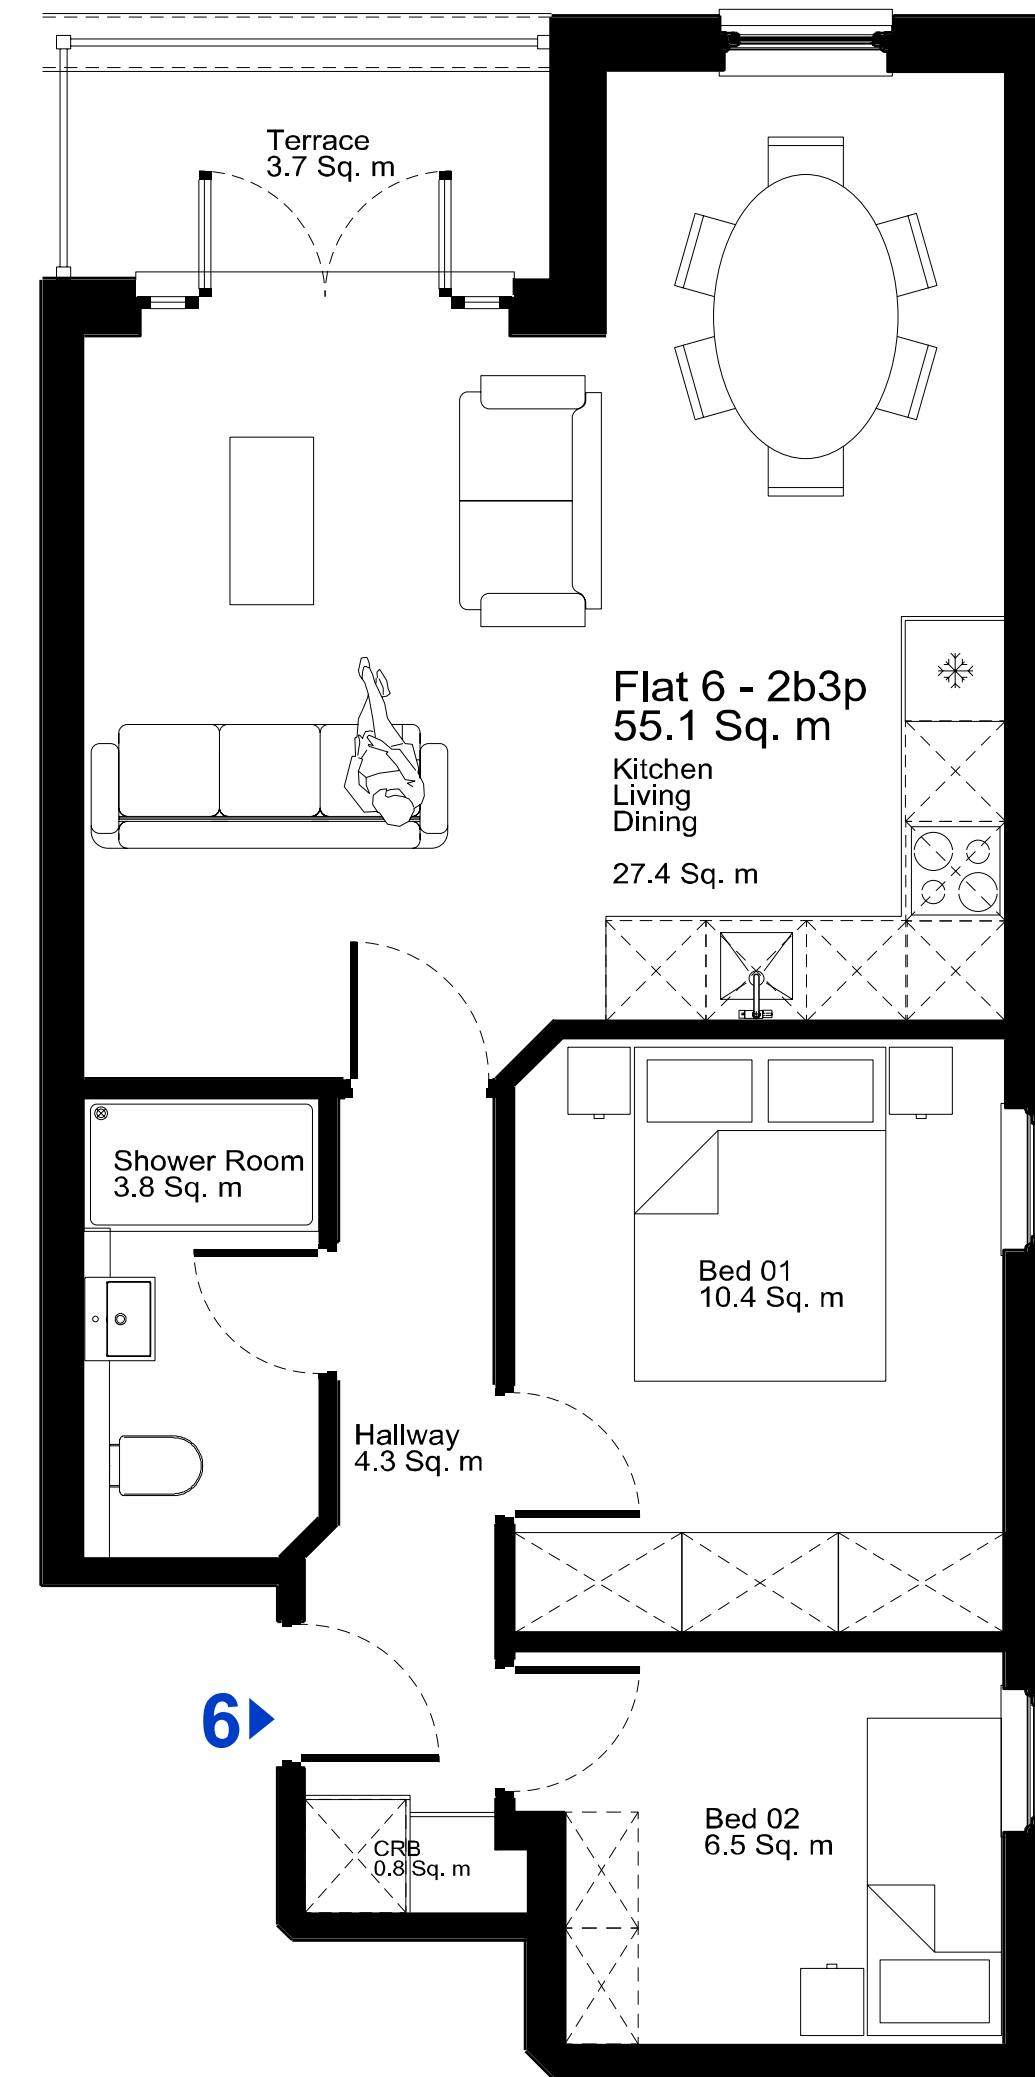 Terrace
3.7 Sq. m
Flat 6 - 2b3p
55.1 Sq. m
Kitchen
Living
Dining
27.4 Sq. m
Shower Room
3.8 Sq. m
Bed 01
10.4 Sq. m
Hallway
4.3 Sq. m
6
Bed 02
6.5 Sq. m
CRB
0.8 Sq. m